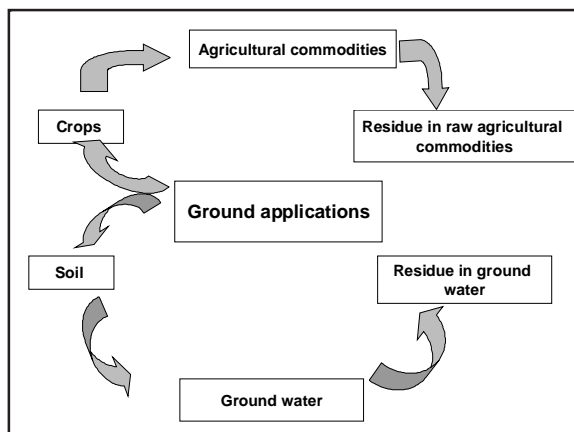 Agricultural commodities
Crops
Residue in raw agricultural
commodities
Ground applications
Soil
Residue in ground
water
Ground water